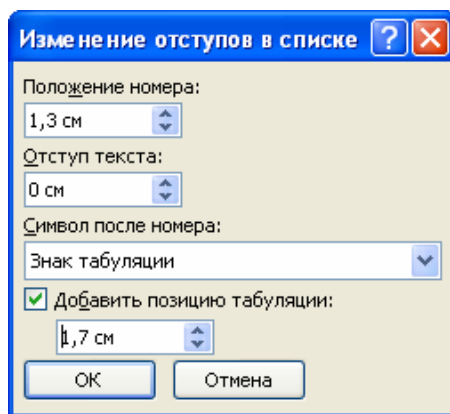 Изменение отступов в списке
Положение номера:
1,3 см
Отступ текста:
0 см
Символ после номера:
Знак табуляции
Добавить позицию табуляции:
1,7 см
ОК Отмена